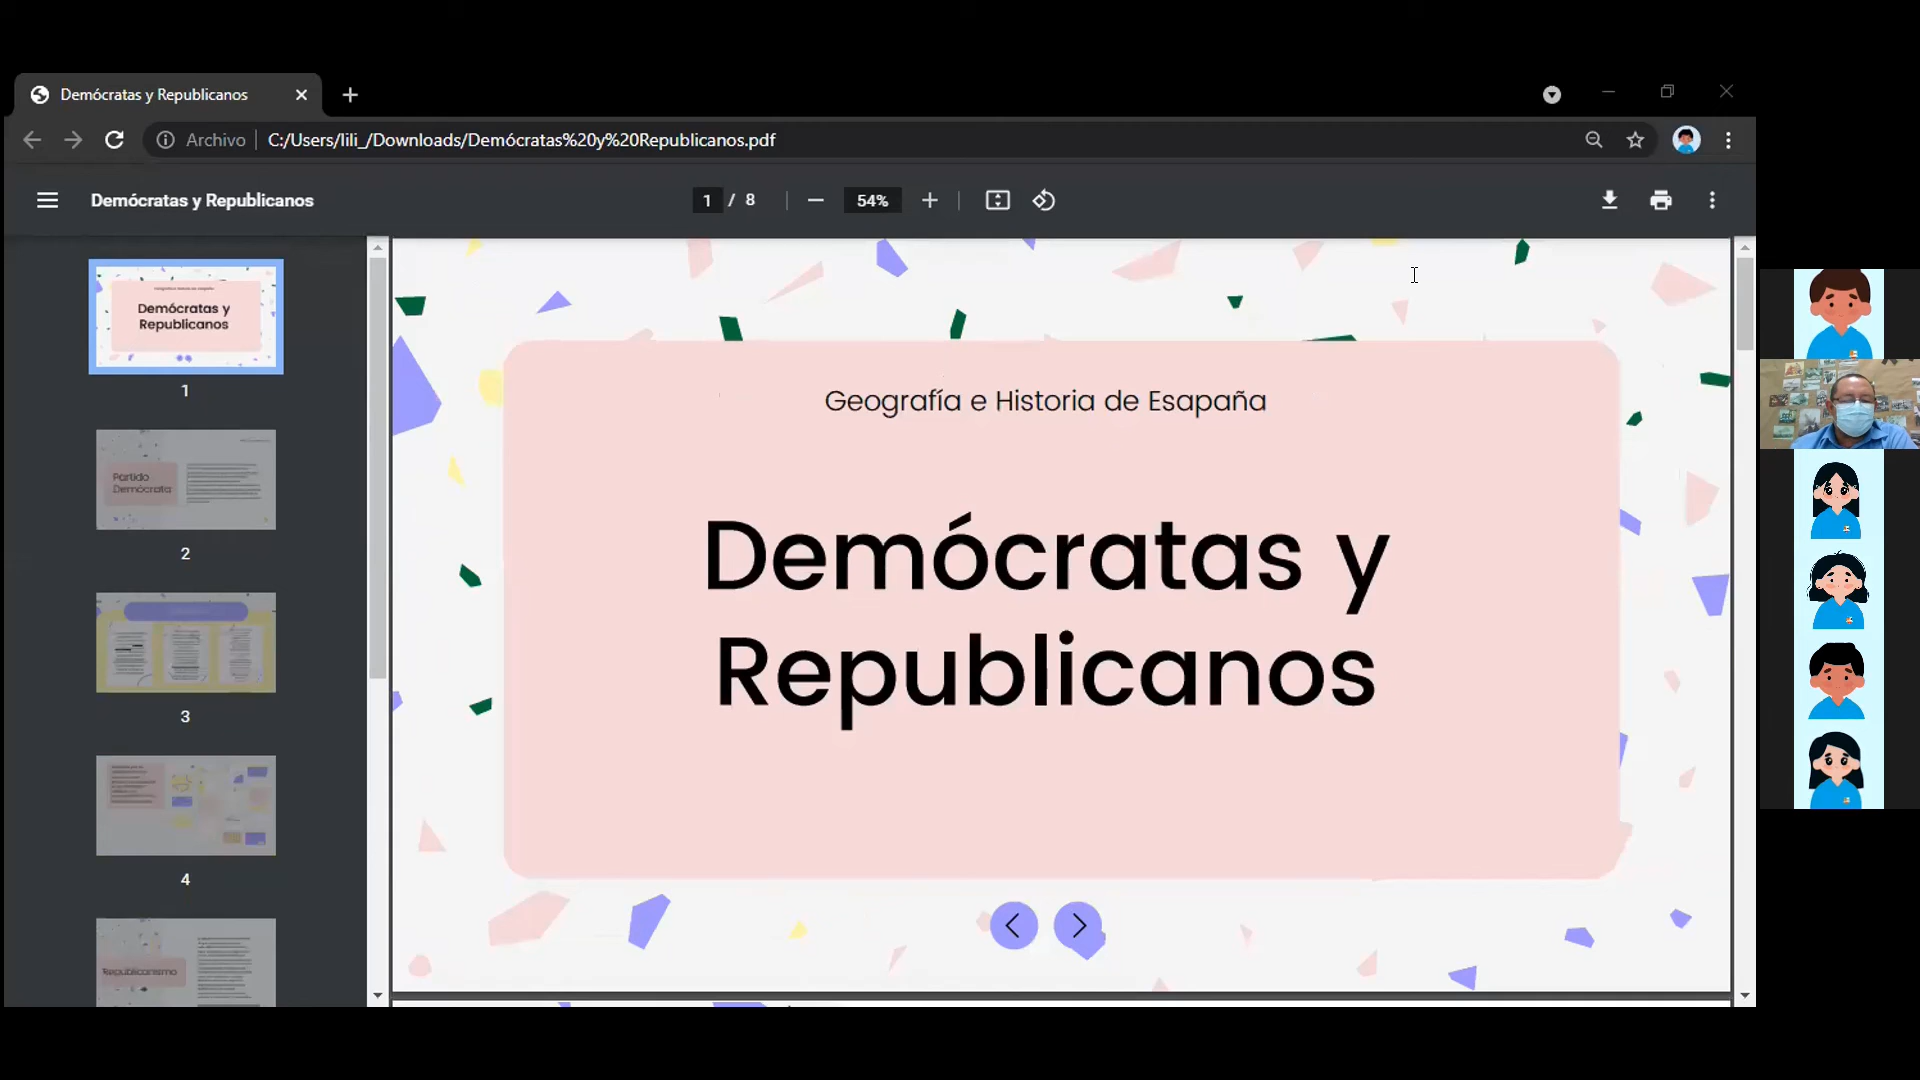 Demócratas y Republicanos
Archivo
C:/Users/lili_/Downloads/Demócratas%20y%20Republicanos.pdf
Demócratas y Republicanos
1 / 8
54%
Demócratas y
Republicanos
1
Partido
Demócrata
2
3
4
Republicanismo
Geografía e Historia de Esapaña
Demócratas y
Republicanos